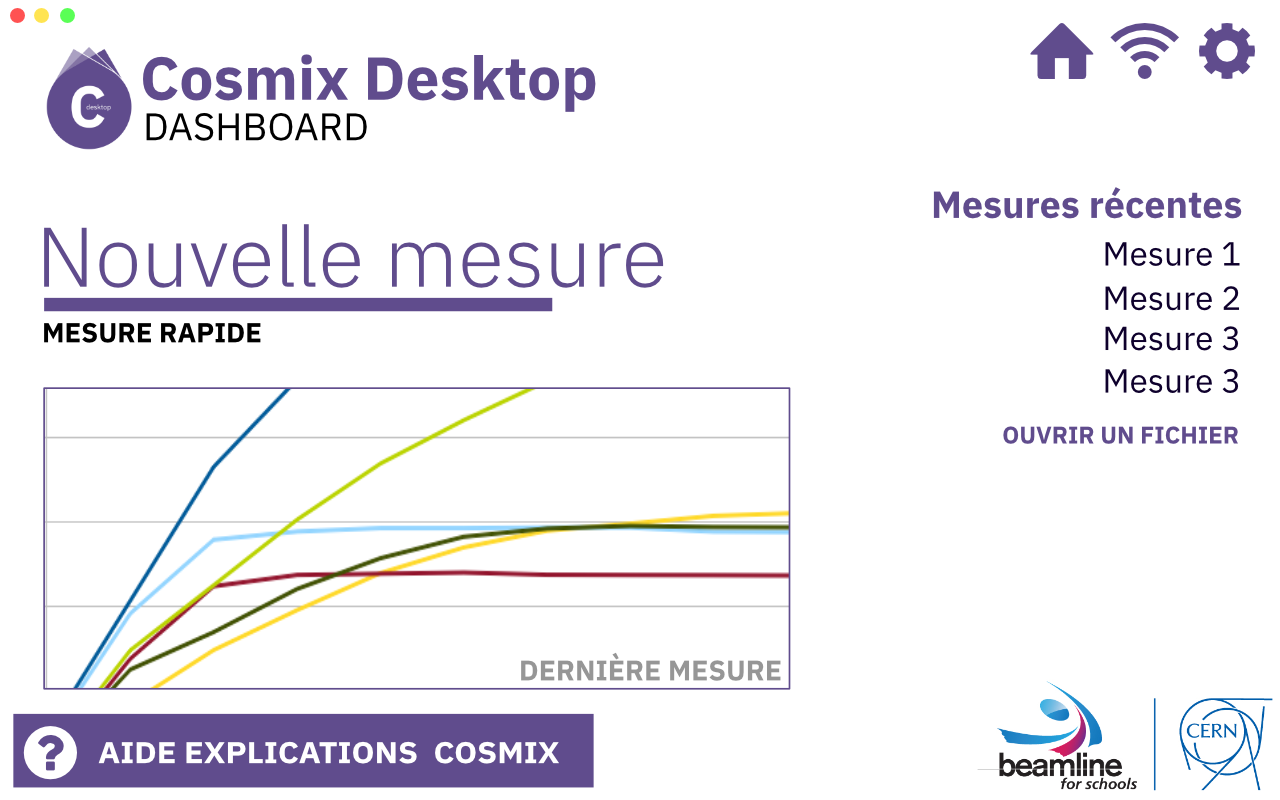 Cosmix Desktop
DASHBOARD
C desktop
Nouvelle mesure
MESURE RAPIDE
Mesures récentes
Mesure 1
Mesure 2
Mesure 3
Mesure 3
OUVRIR UN FICHIER
DERNIÈRE MESURE
? AIDE EXPLICATIONS COSMIX
beamline
for schools
CERN